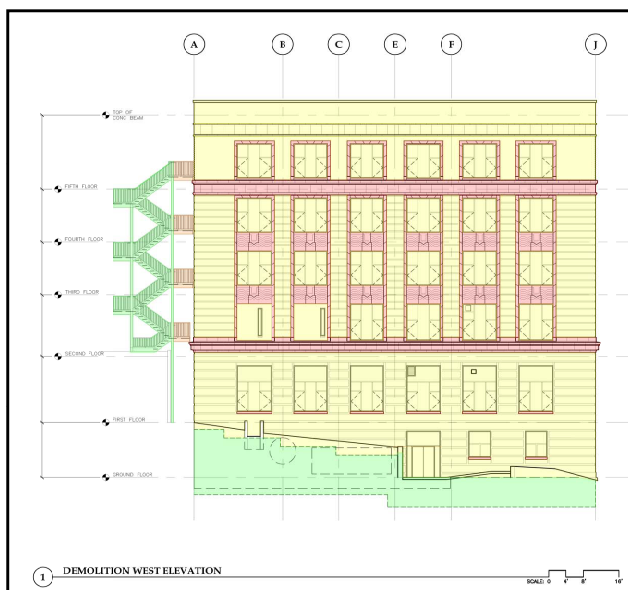 A B C E F J
TOP OF
CONC BEAM
FIFTH FLOOR
FOURTH FLOOR
THIRD FLOOR
SECOND FLOOR
FIRST FLOOR
GROUND FLOOR
1 DEMOLITION WEST ELEVATION
SCALE: 0 4' 8' 16'